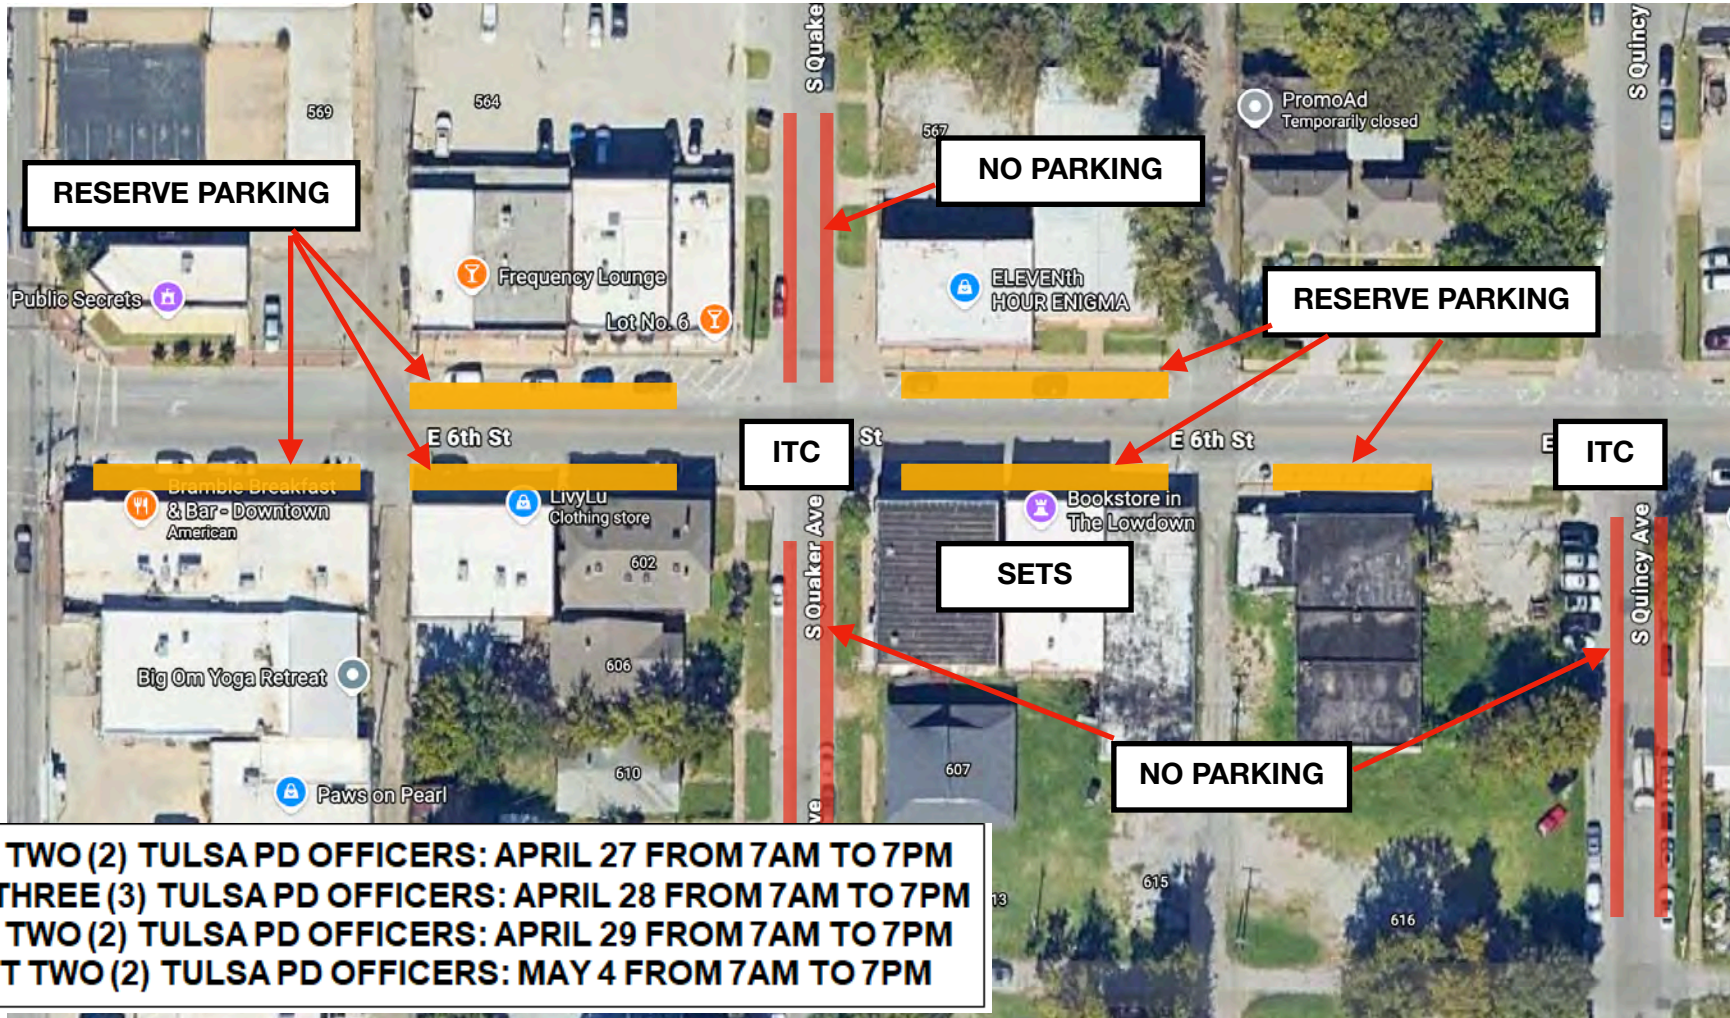 S Quake
S Quincy
569
564
567
PromoAd
Temporarily closed
RESERVE PARKING
NO PARKING
Public Secrets
Frequency Lounge
Lot No. 6
ELEVENth
HOUR ENIGMA
RESERVE PARKING
E 6th St
ITC
St
E 6th St
E
ITC
Bramble Breakfast
& Bar - Downtown
American
LivyLu
Clothing store
602
S Quaker Ave
Bookstore in
The Lowdown
SETS
S Quincy Ave
606
Big Om Yoga Retreat
610
607
NO PARKING
Paws on Pearl
ve
TWO (2) TULSA PD OFFICERS: APRIL 27 FROM 7AM TO 7PM
THREE (3) TULSA PD OFFICERS: APRIL 28 FROM 7AM TO 7PM
TWO (2) TULSA PD OFFICERS: APRIL 29 FROM 7AM TO 7PM
T TWO (2) TULSA PD OFFICERS: MAY 4 FROM 7AM TO 7PM
13
615
616